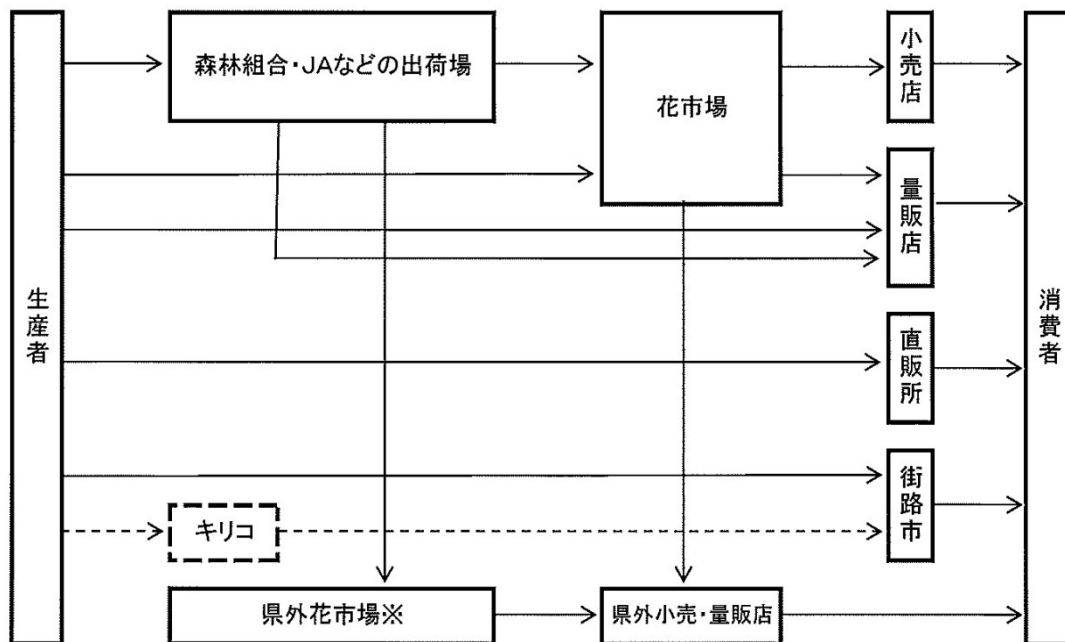 生産者
森林組合・JAなどの出荷場
花市場
小売店
量販店
直販所
街路市
キリコ
県外花市場※
県外小売・量販店
消費者